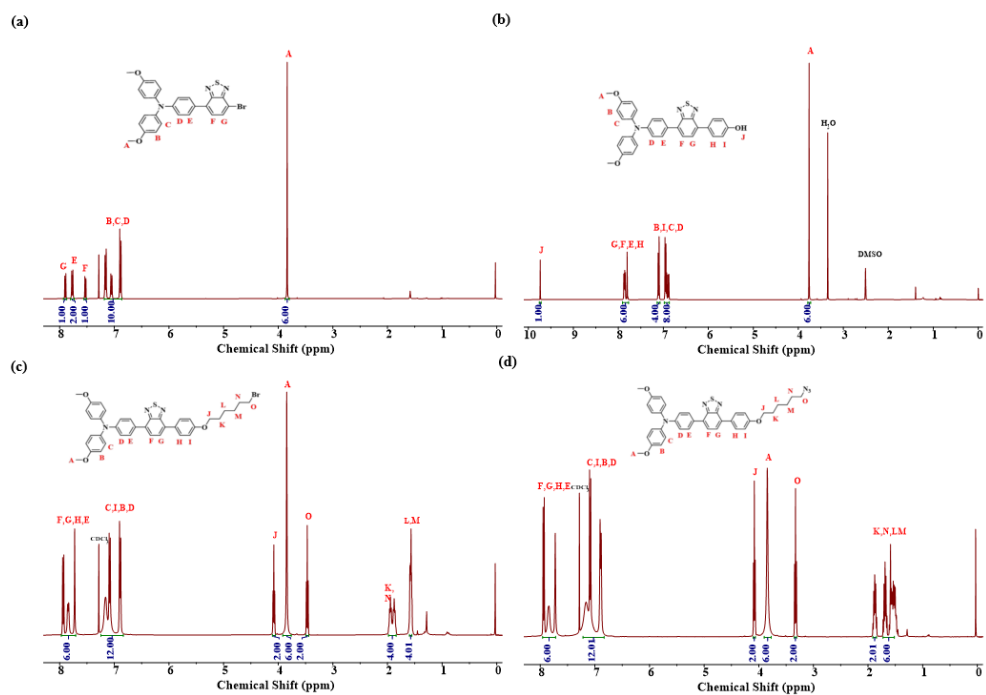 (a)
A
O
N S N
N
Br
O
D E F G
C
B
A
B,C,D
G
E
F
1.00 2.00 1.00 10.00 6.00
8 7 6 5 4 3 2 1 0
Chemical Shift (ppm)
(b)
A
A O
B
C
N S N
N
OH
O
D E F G H I J
H2O
J
G,F,E,H
B,I,C,D
DMSO
1.00 6.00 4.00 8.00 6.00
10 9 8 7 6 5 4 3 2 1 0
Chemical Shift (ppm)
(c)
A
O
N S N
N
O
Br
J K L M N O
D E F G H I
C
B
A O
F,G,H,E
C,I,B,D
CDCl3
J
O
K,
N
L,M
6.00 12.00 2.00 6.00 2.00 4.00 4.01
8 7 6 5 4 3 2 1 0
Chemical Shift (ppm)
(d)
O
N S N
N
O
N3
J K L M N O
D E F G H I
C
B
A O
F,G,H,E
C,I,B,D
CDCl3
J
A
O
K,N,LM
6.00 12.01 2.00 6.00 2.00 2.01 6.00
8 7 6 5 4 3 2 1 0
Chemical Shift (ppm)